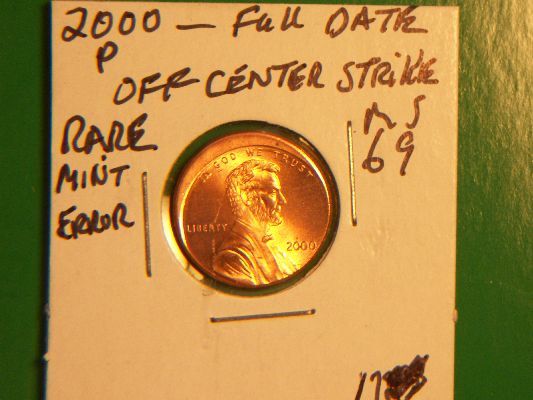 2000 - FULL DATE
P
OFF CENTER STRIKE
RARE
MINT
ERROR
MS
69
IN GOD WE TRUST
LIBERTY
2000